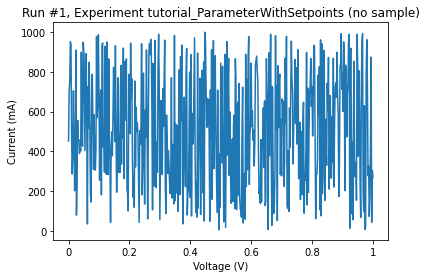 Run #1, Experiment tutorial_ParameterWithSetpoints (no sample)
1000
800
600
400
200
0
Current (mA)
0 0.2 0.4 0.6 0.8 1
Voltage (V)